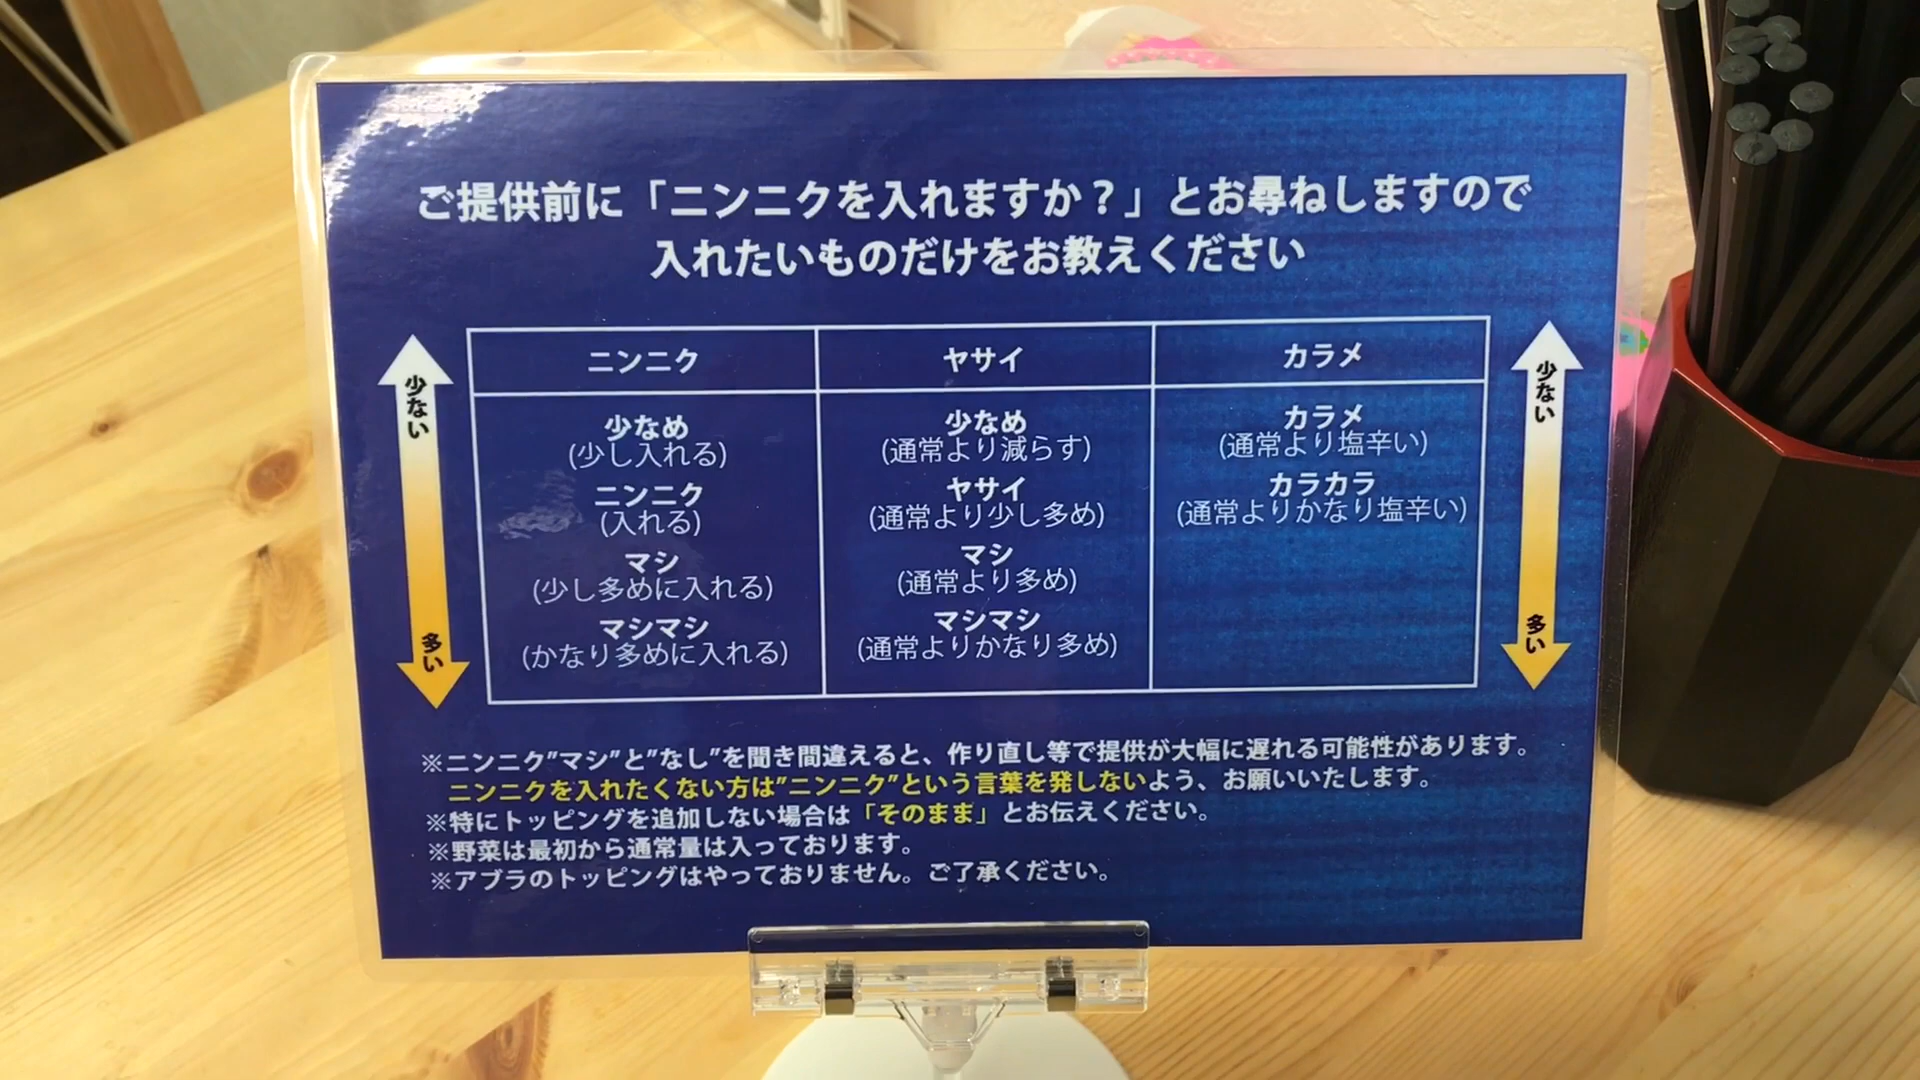 ご提供前に「ニンニクを入れますか？」とお尋ねしますので
入れたいものだけをお教えください
少ない
多い
ニンニク
ヤサイ
カラメ
少なめ
(少し入れる)
ニンニク
(入れる)
マシ
(少し多めに入れる)
マシマシ
(かなり多めに入れる)
少なめ
(通常より減らす)
ヤサイ
(通常より少し多め)
マシ
(通常より多め)
マシマシ
(通常よりかなり多め)
カラメ
(通常より塩辛い)
カラカラ
(通常よりかなり塩辛い)
少ない
多い
※ニンニク"マシ"と"なし"を聞き間違えると、作り直し等で提供が大幅に遅れる可能性があります。
ニンニクを入れたくない方は"ニンニク"という言葉を発しないよう、お願いいたします。
※特にトッピングを追加しない場合は「そのまま」とお伝えください。
※野菜は最初から通常量は入っております。
※アブラのトッピングはやっておりません。ご了承ください。